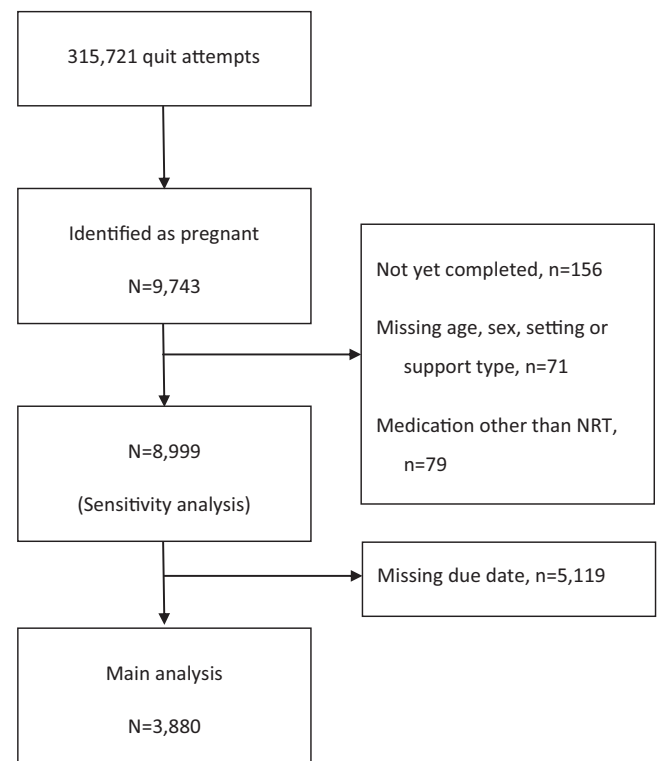 315,721 quit attempts
Identified as pregnant
N=9,743
Not yet completed, n=156
Missing age, sex, setting or
support type, n=71
Medication other than NRT,
n=79
N=8,999
(Sensitivity analysis)
Missing due date, n=5,119
Main analysis
N=3,880